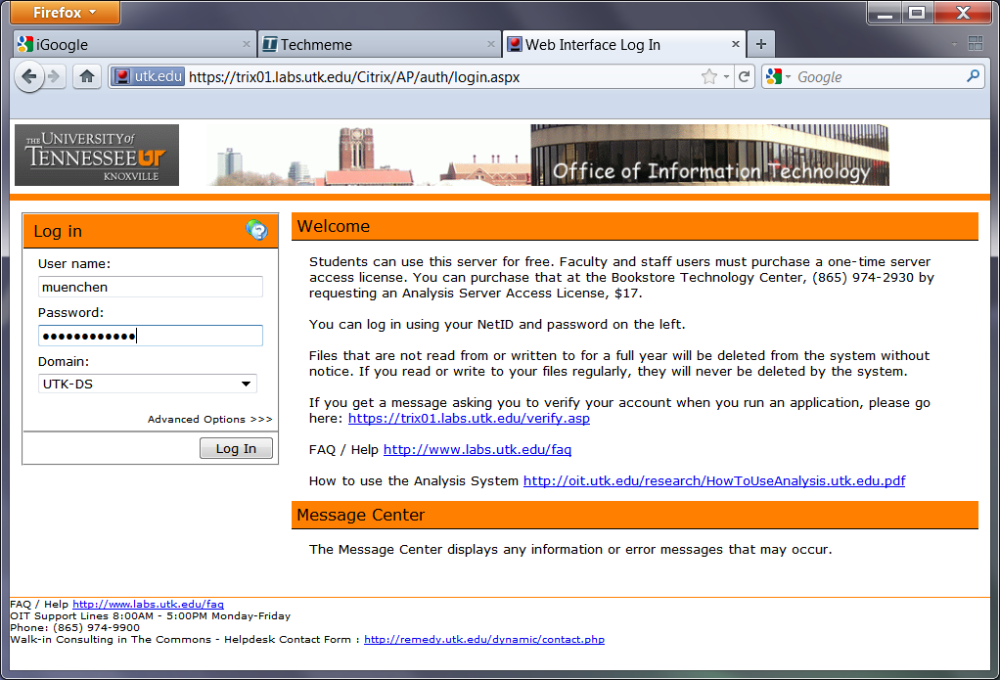 Firefox
iGoogle
Techmeme
Web Interface Log In
utk.edu https://trix01.labs.utk.edu/Citrix/AP/auth/login.aspx
Google
THE UNIVERSITY of
TENNESSEE UT
KNOXVILLE
Office of Information Technology
Log in
User name:
muenchen
Password:
••••••••••••
Domain:
UTK-DS
Advanced Options >>>
Log In
Welcome
Students can use this server for free. Faculty and staff users must purchase a one-time server
access license. You can purchase that at the Bookstore Technology Center, (865) 974-2930 by
requesting an Analysis Server Access License, $17.
You can log in using your NetID and password on the left.
Files that are not read from or written to for a full year will be deleted from the system without
notice. If you read or write to your files regularly, they will never be deleted by the system.
If you get a message asking you to verify your account when you run an application, please go
here: https://trix01.labs.utk.edu/verify.asp
FAQ / Help http://www.labs.utk.edu/faq
How to use the Analysis System http://oit.utk.edu/research/HowToUseAnalysis.utk.edu.pdf
Message Center
The Message Center displays any information or error messages that may occur.
FAQ / Help http://www.labs.utk.edu/faq
OIT Support Lines 8:00AM - 5:00PM Monday-Friday
Phone: (865) 974-9900
Walk-in Consulting in The Commons - Helpdesk Contact Form : http://remedy.utk.edu/dynamic/contact.php